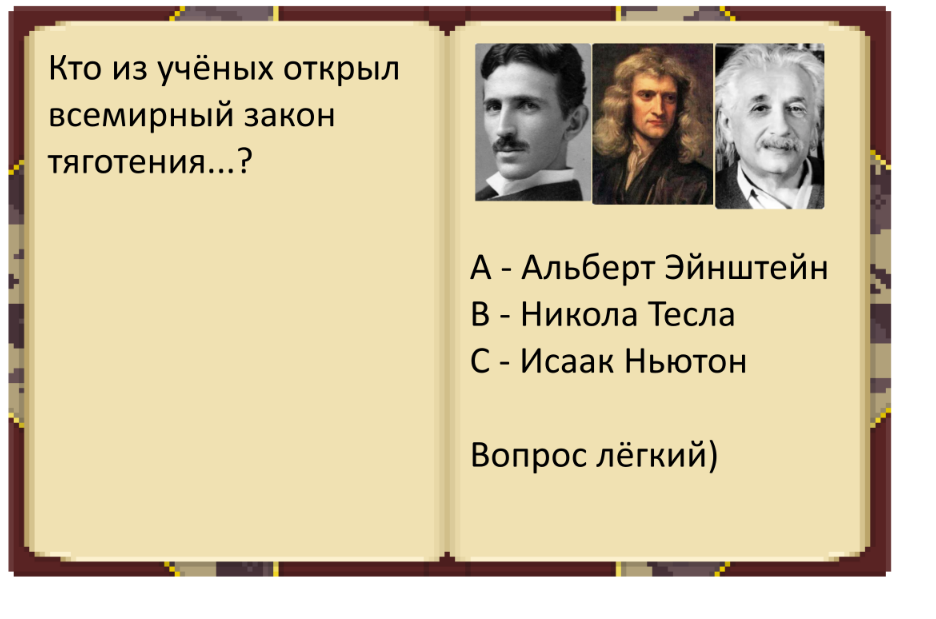 Кто из учёных открыл
всемирный закон
тяготения...?
А - Альберт Эйнштейн
В - Никола Тесла
С - Исаак Ньютон
Вопрос лёгкий)